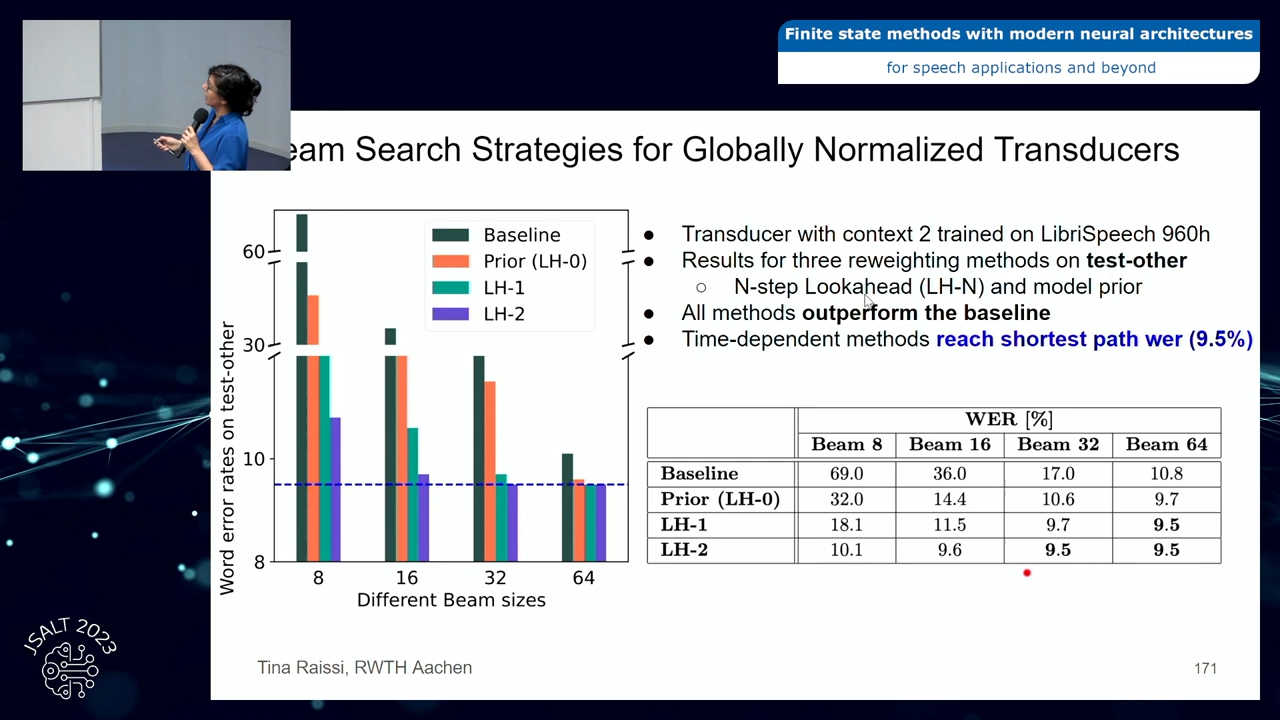 Finite state methods with modern neural architectures
for speech applications and beyond
eam Search Strategies for Globally Normalized Transducers
60
30
10
8
Word error rates on test-other
Baseline
Prior (LH-0)
LH-1
LH-2
8 16 32 64
Different Beam sizes
● Transducer with context 2 trained on LibriSpeech 960h
● Results for three reweighting methods on test-other
○ N-step Lookahead (LH-N) and model prior
● All methods outperform the baseline
● Time-dependent methods reach shortest path wer (9.5%)
WER [%]
Beam 8 Beam 16 Beam 32 Beam 64
Baseline 69.0 36.0 17.0 10.8
Prior (LH-0) 32.0 14.4 10.6 9.7
LH-1 18.1 11.5 9.7 9.5
LH-2 10.1 9.6 9.5 9.5
JSALT 2023
Tina Raissi, RWTH Aachen
171